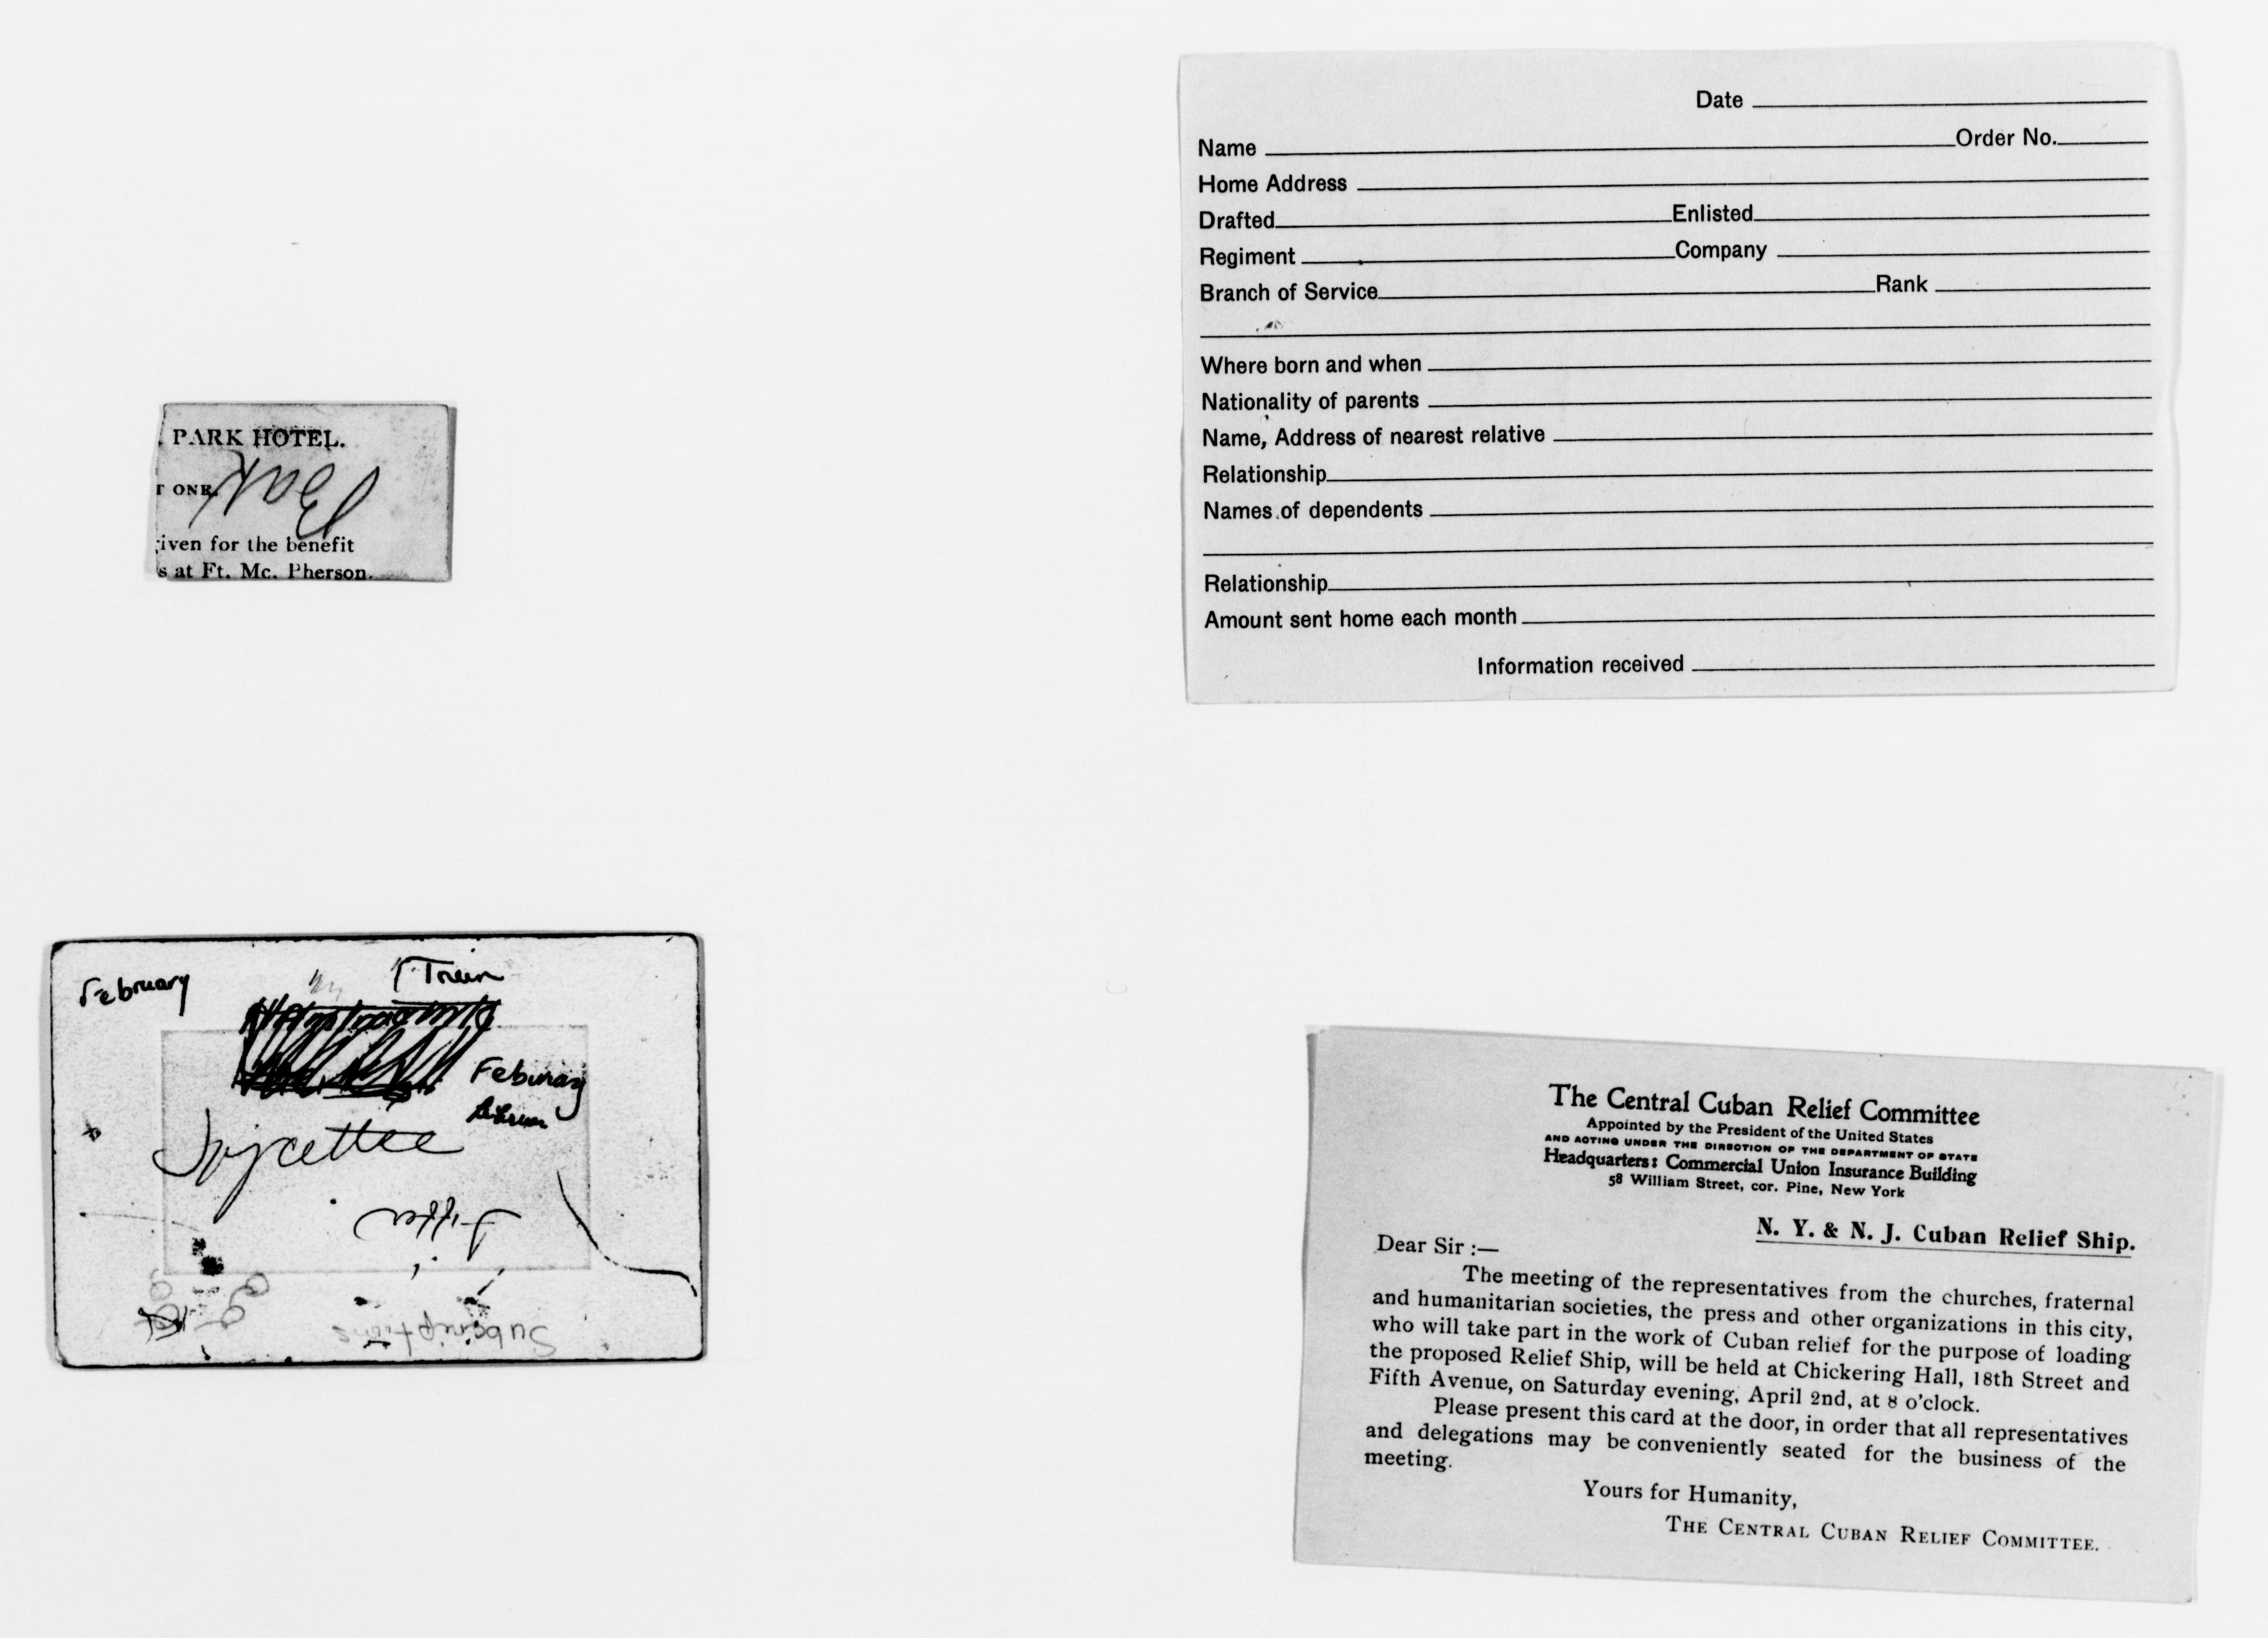 . PARK HOTEL.
T ONE.
iven for the benefit
s at Ft. Mc. Pherson.
Date
Name Order No.
Home Address
Drafted Enlisted
Regiment Company
Branch of Service Rank
Where born and when
Nationality of parents
Name, Address of nearest relative
Relationship
Names of dependents
Relationship
Amount sent home each month
Information received
February
Feburay
Subcriptions
The Central Cuban Relief Committee
Appointed by the President of the United States
AND ACTING UNDER THE DIRECTION OF THE DEPARTMENT OF STATE
Headquarters: Commercial Union Insurance Building
58 William Street, cor. Pine, New York
N. Y. & N. J. Cuban Relief Ship.
Dear Sir :—
The meeting of the representatives from the churches, fraternal
and humanitarian societies, the press and other organizations in this city,
who will take part in the work of Cuban relief for the purpose of loading
the proposed Relief Ship, will be held at Chickering Hall, 18th Street and
Fifth Avenue, on Saturday evening, April 2nd, at 8 o'clock.
Please present this card at the door, in order that all representatives
and delegations may be conveniently seated for the business of the
meeting.
Yours for Humanity,
THE CENTRAL CUBAN RELIEF COMMITTEE.